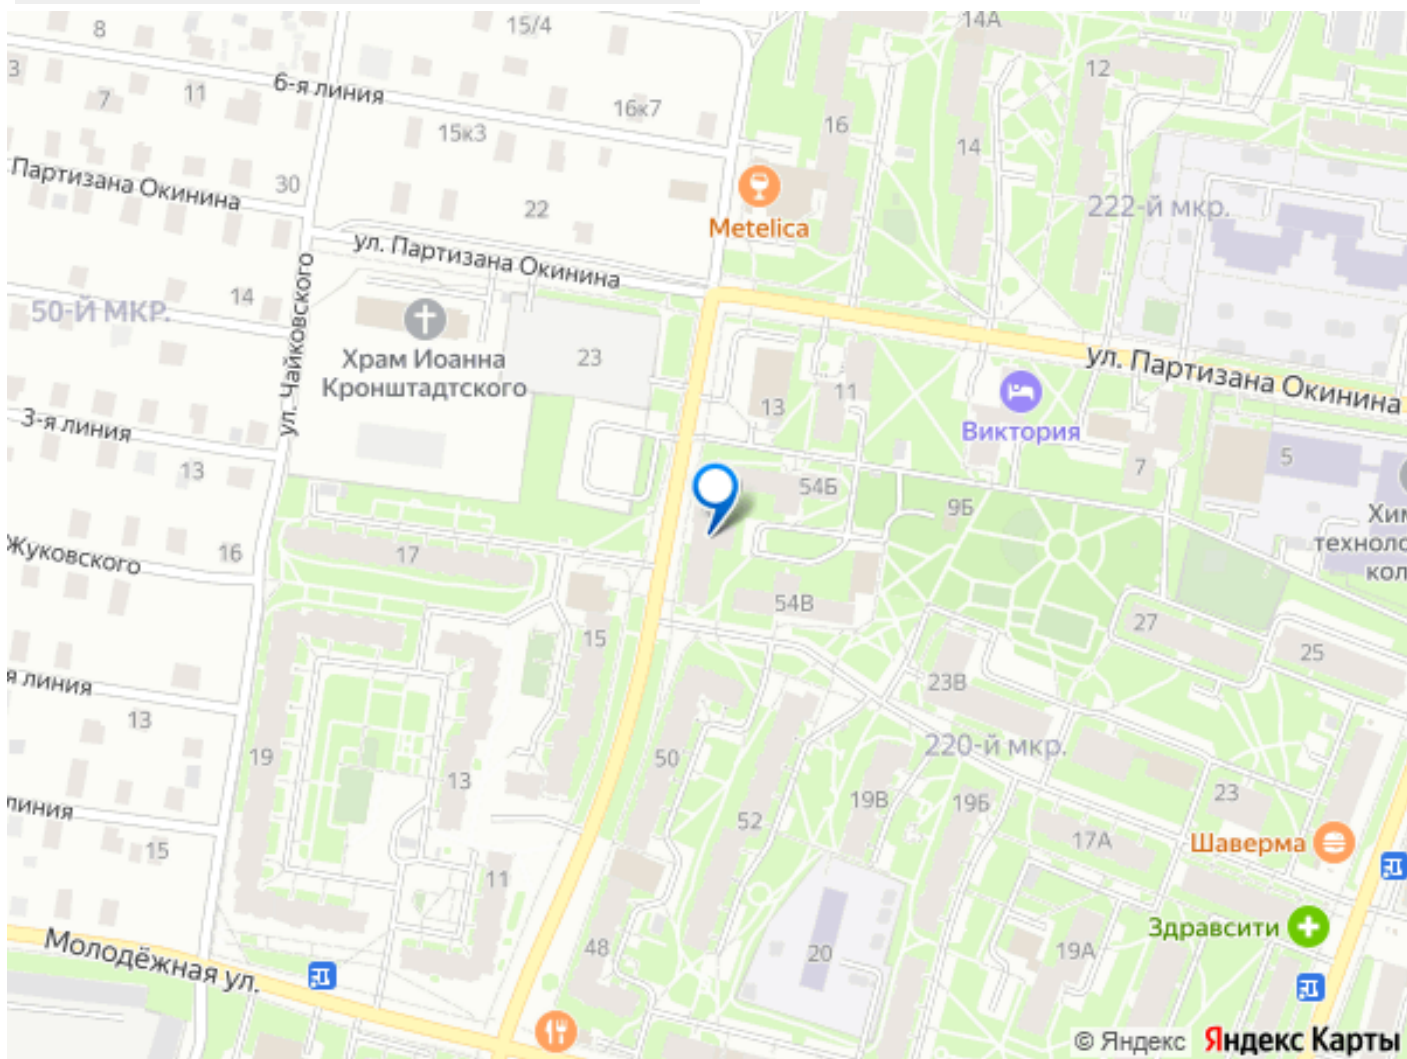 8
15/4
14А
12
3
7
11
6-я линия
15к3
16к7
16
14
Партизана Окинина
30
22
Metelica
222-й мкр.
ул. Партизана Окинина
14
50-Й МКР.
ул. Чайковского
Храм Иоанна
Кронштадтского
23
ул. Партизана Окинина
13
11
Виктория
3-я линия
13
7
5
54Б
9Б
Хим
техноло
кол
Жуковского
16
17
54В
15
27
25
я линия
13
23В
220-й мкр.
19
13
50
52
19В
19Б
23
17А
Шаверма
линия
15
11
48
20
19А
Здравсити
Молодёжная ул.
© Яндекс Яндекс Карты